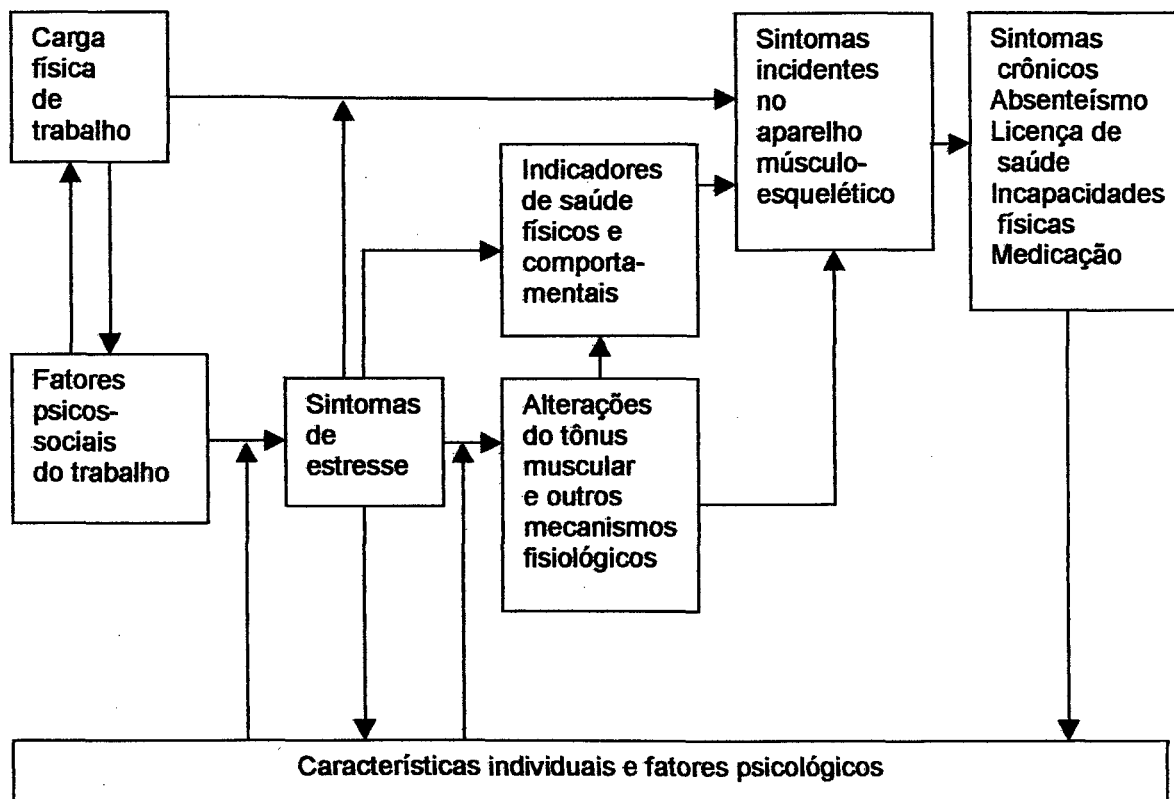 Carga
física
de
trabalho
Sintomas
incidentes
no
aparelho
músculo-
esquelético
Sintomas
crônicos
Absenteísmo
Licença de
saúde
Incapacidades
físicas
Medicação
Indicadores
de saúde
físicos e
comporta-
mentais
Fatores
psicos-
sociais
do trabalho
Sintomas
de
estresse
Alterações
do tônus
muscular
e outros
mecanismos
fisiológicos
Características individuais e fatores psicológicos